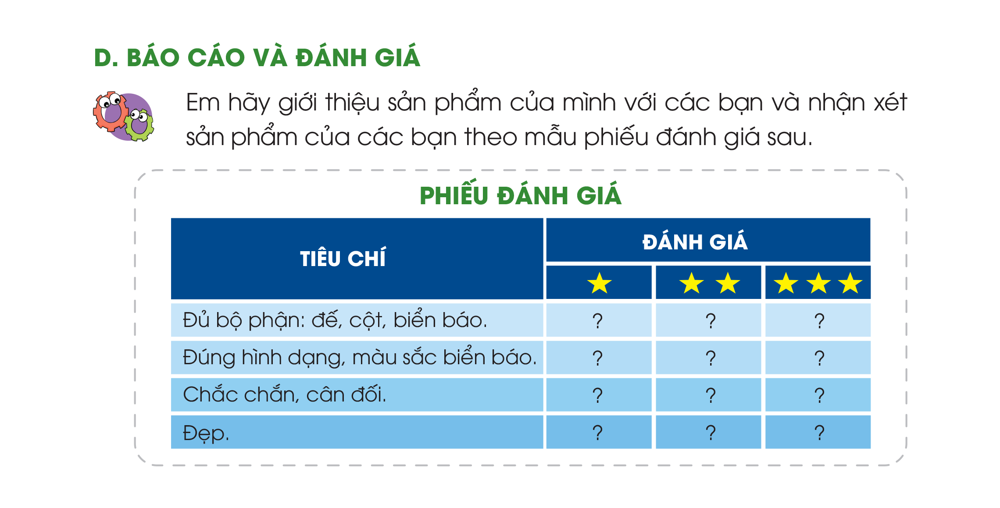 D. BÁO CÁO VÀ ĐÁNH GIÁ
Em hãy giới thiệu sản phẩm của mình với các bạn và nhận xét
sản phẩm của các bạn theo mẫu phiếu đánh giá sau.
PHIẾU ĐÁNH GIÁ
TIÊU CHÍ
ĐÁNH GIÁ
Đủ bộ phận: đế, cột, biển báo. ? ? ?
Đúng hình dạng, màu sắc biển báo. ? ? ?
Chắc chắn, cân đối. ? ? ?
Đẹp. ? ? ?